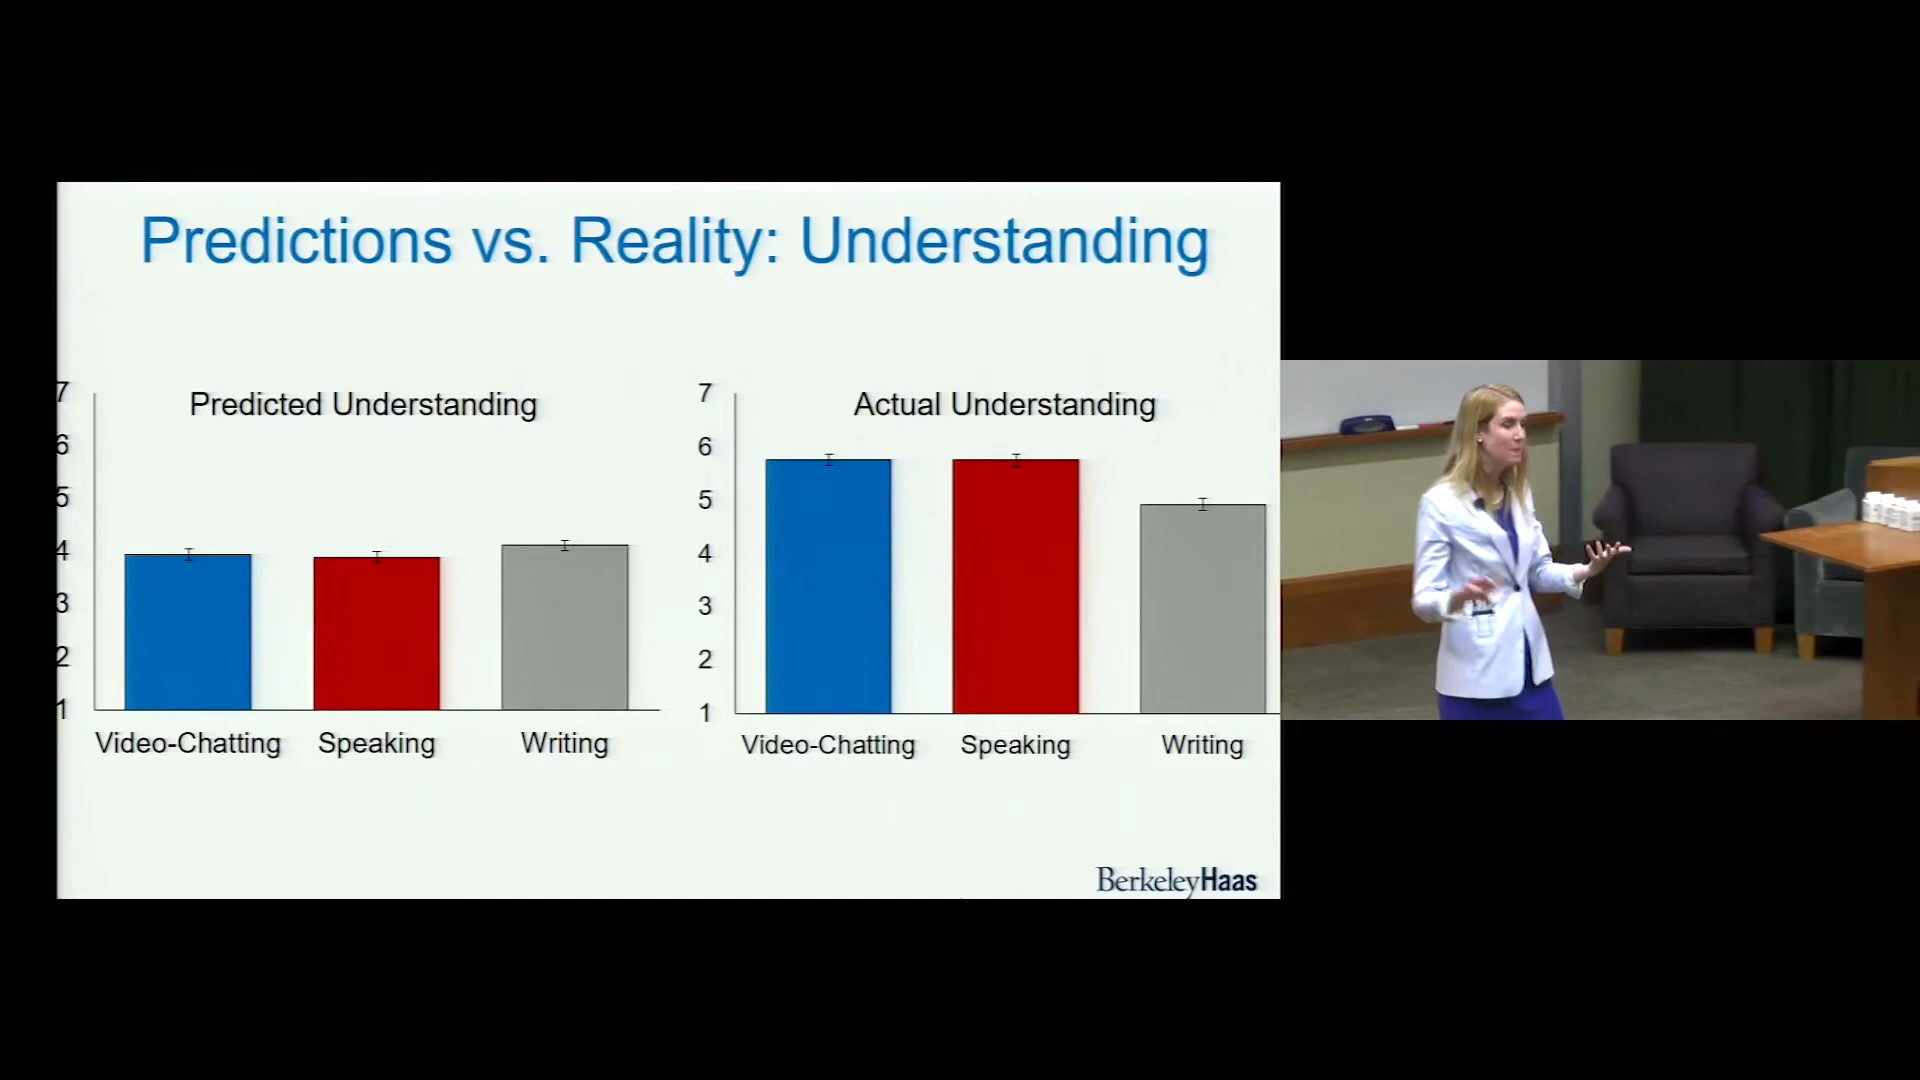 Predictions vs. Reality: Understanding
Predicted Understanding
7
6
5
4
3
2
1
Video-Chatting Speaking Writing
Actual Understanding
7
6
5
4
3
2
1
Video-Chatting Speaking Writing
BerkeleyHaas